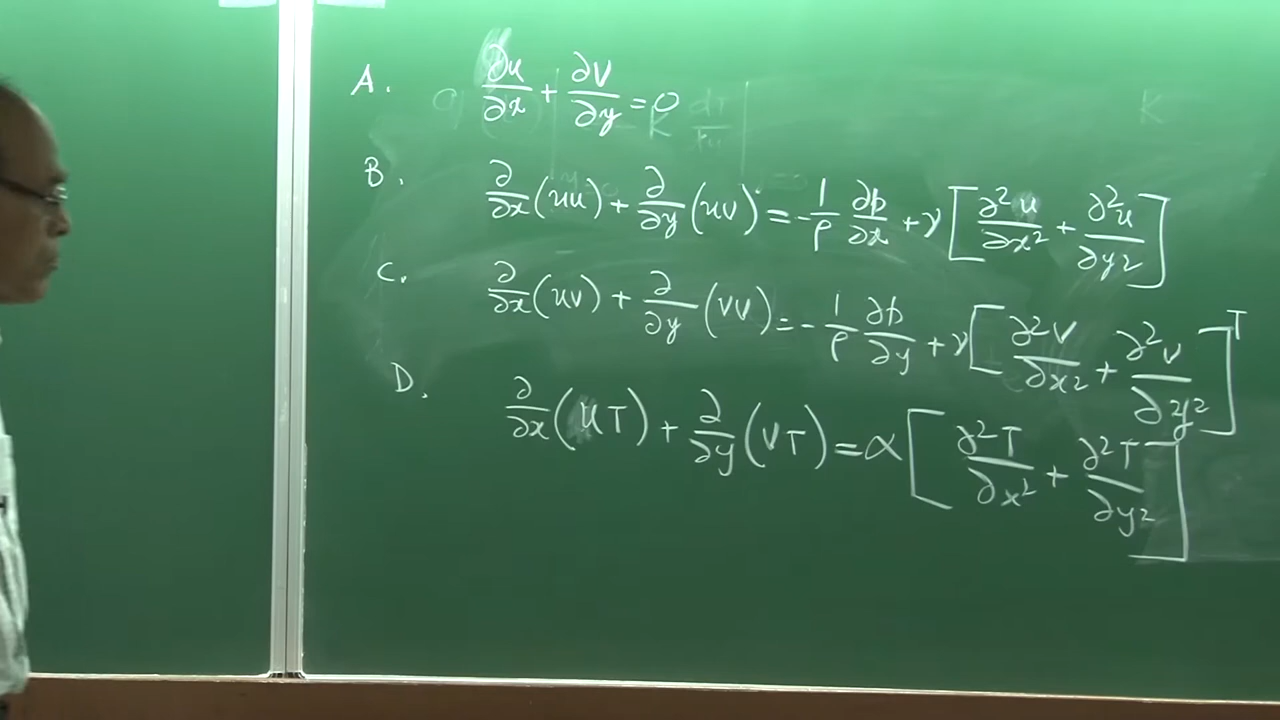 A. ∂u/∂x + ∂v/∂y = 0
B. ∂/∂x (uu) + ∂/∂y (uv) = - 1/ρ ∂p/∂x + ν [ ∂²u/∂x² + ∂²u/∂y² ]
C. ∂/∂x (uv) + ∂/∂y (vv) = - 1/ρ ∂p/∂y + ν [ ∂²v/∂x² + ∂²v/∂y² ]
D. ∂/∂x (uT) + ∂/∂y (vT) = α [ ∂²T/∂x² + ∂²T/∂y² ]